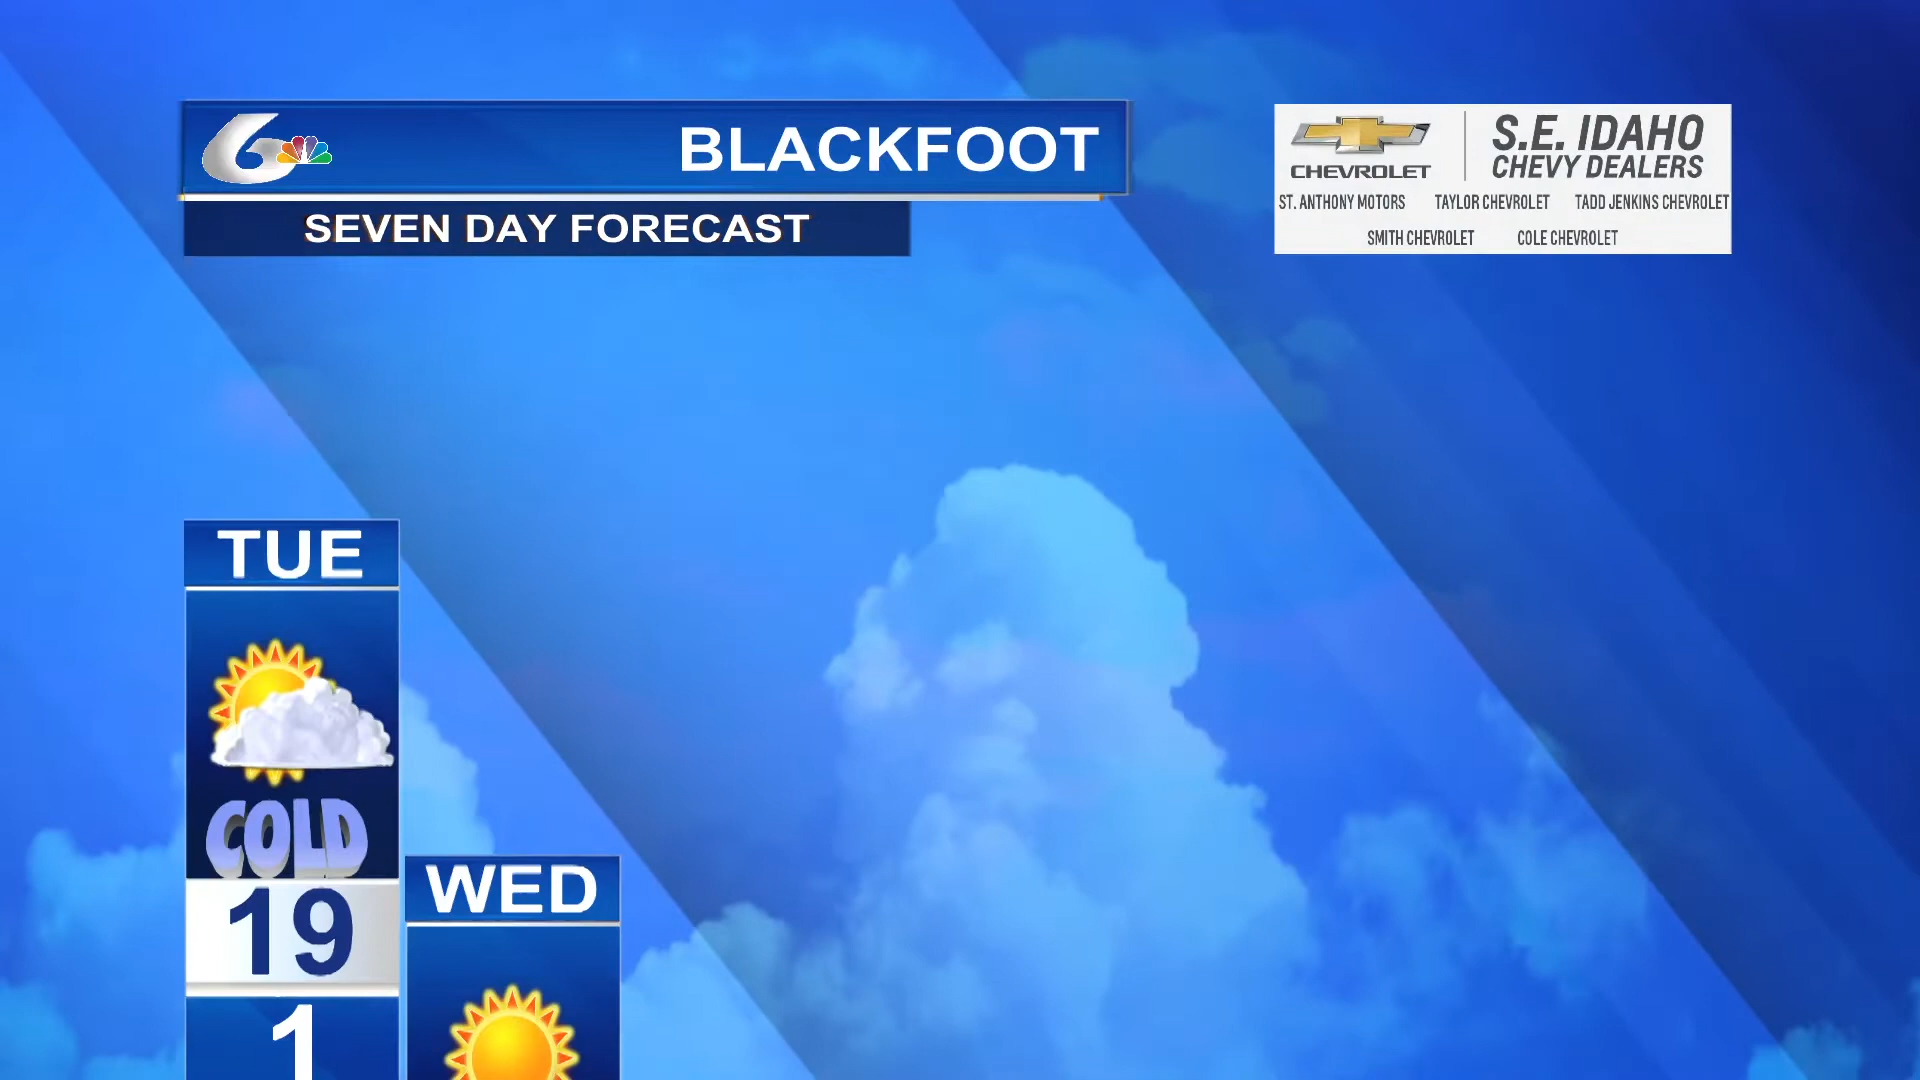 6
BLACKFOOT
SEVEN DAY FORECAST
CHEVROLET
S.E. IDAHO
CHEVY DEALERS
ST. ANTHONY MOTORS TAYLOR CHEVROLET TADD JENKINS CHEVROLET
SMITH CHEVROLET COLE CHEVROLET
TUE
COLD
19
1
WED